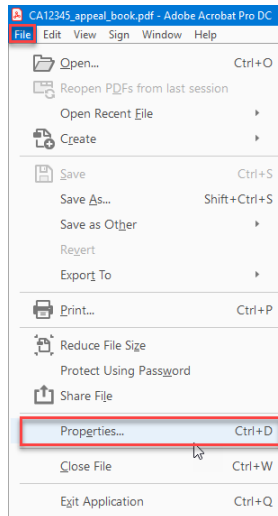 CA12345_appeal_book.pdf - Adobe Acrobat Pro DC
File Edit View Sign Window Help
Open... Ctrl+O
Reopen PDFs from last session
Open Recent File
Create
Save Ctrl+S
Save As... Shift+Ctrl+S
Save as Other
Revert
Export To
Print... Ctrl+P
Reduce File Size
Protect Using Password
Share File
Properties... Ctrl+D
Close File Ctrl+W
Exit Application Ctrl+Q